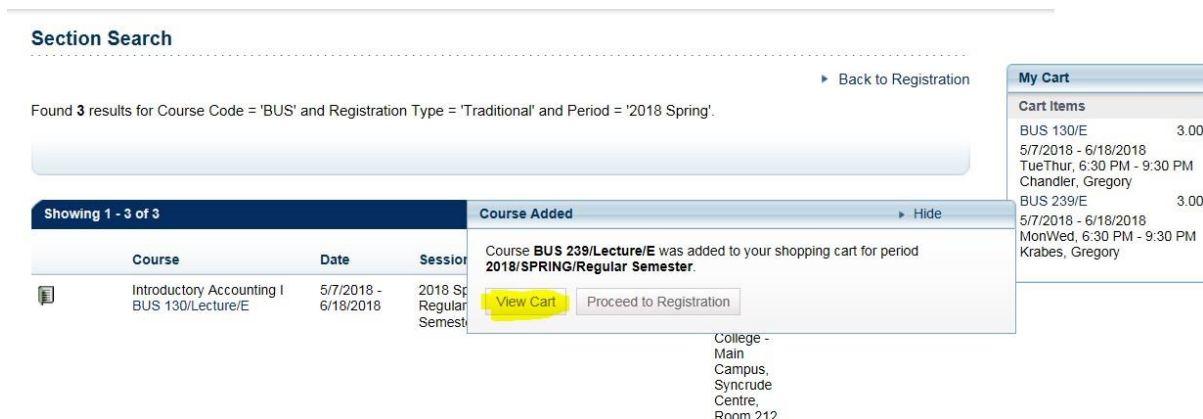 Section Search
Back to Registration
Found 3 results for Course Code = 'BUS' and Registration Type = 'Traditional' and Period = '2018 Spring'.
My Cart
Cart Items
BUS 130/E 3.00
5/7/2018 - 6/18/2018
TueThur, 6:30 PM - 9:30 PM
Chandler, Gregory
BUS 239/E 3.00
5/7/2018 - 6/18/2018
MonWed, 6:30 PM - 9:30 PM
Krabes, Gregory
Showing 1 - 3 of 3
Course Added
Hide
Course BUS 239/Lecture/E was added to your shopping cart for period
2018/SPRING/Regular Semester.
View Cart Proceed to Registration
Course Date Session
Introductory Accounting I 5/7/2018 - 2018 Sp
BUS 130/Lecture/E 6/18/2018 Regular
Semest
College -
Main
Campus,
Syncrude
Centre,
Room 212